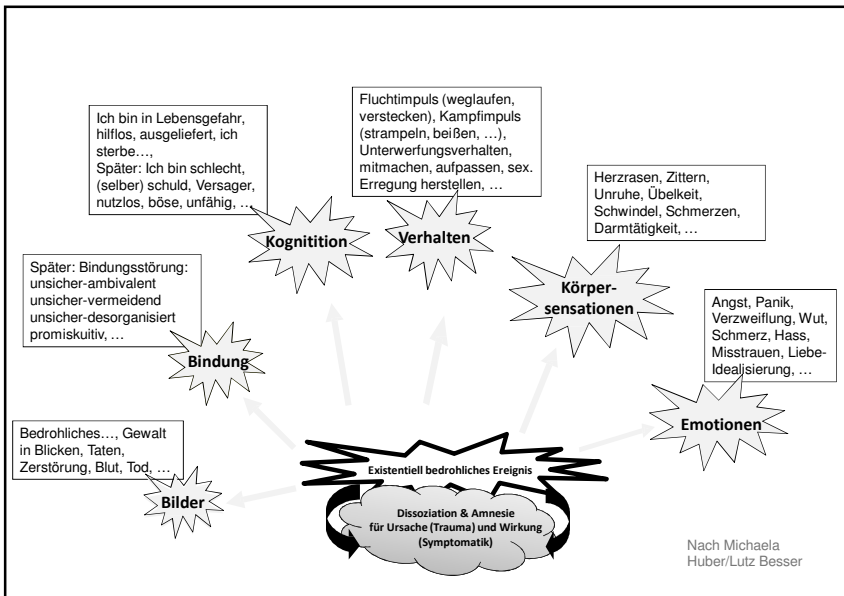 Ich bin in Lebensgefahr,
hilflos, ausgeliefert, ich
sterbe…,
Später: Ich bin schlecht,
(selber) schuld, Versager,
nutzlos, böse, unfähig, …
Kognitition
Fluchtimpuls (weglaufen,
verstecken), Kampfimpuls
(strampeln, beißen, …),
Unterwerfungsverhalten,
mitmachen, aufpassen, sex.
Erregung herstellen, …
Verhalten
Herzrasen, Zittern,
Unruhe, Übelkeit,
Schwindel, Schmerzen,
Darmtätigkeit, …
Körper-
sensationen
Später: Bindungsstörung:
unsicher-ambivalent
unsicher-vermeidend
unsicher-desorganisiert
promiskuitiv, …
Bindung
Angst, Panik,
Verzweiflung, Wut,
Schmerz, Hass,
Misstrauen, Liebe-
Idealisierung, …
Emotionen
Bedrohliches…, Gewalt
in Blicken, Taten,
Zerstörung, Blut, Tod, …
Bilder
Existentiell bedrohliches Ereignis
Dissoziation & Amnesie
für Ursache (Trauma) und Wirkung
(Symptomatik)
Nach Michaela
Huber/Lutz Besser